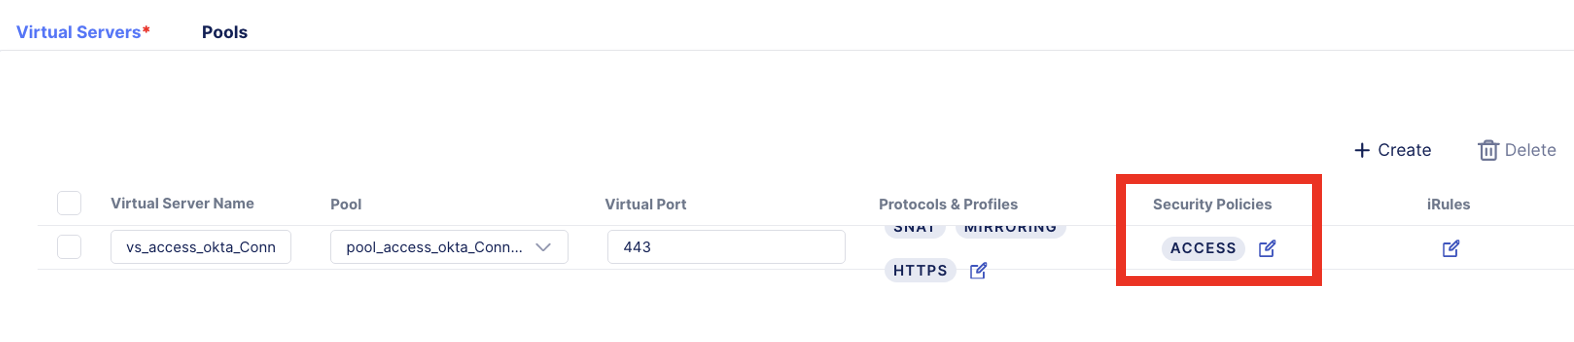 Virtual Servers* Pools
+ Create Delete
Virtual Server Name Pool Virtual Port Protocols & Profiles Security Policies iRules
SNAT MIRRORING
vs_access_okta_Conn pool_access_okta_Conn... 443 ACCESS
HTTPS